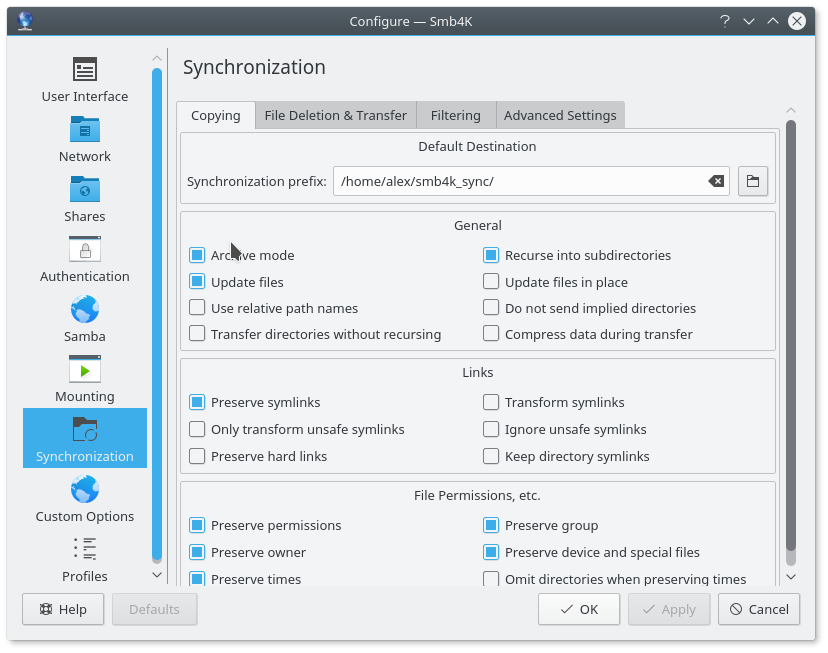 Configure — Smb4K
User Interface
Network
Shares
Authentication
Samba
Mounting
Synchronization
Custom Options
Profiles
Synchronization
Copying File Deletion & Transfer Filtering Advanced Settings
Default Destination
Synchronization prefix: /home/alex/smb4k_sync/
General
Archive mode Recurse into subdirectories
Update files Update files in place
Use relative path names Do not send implied directories
Transfer directories without recursing Compress data during transfer
Links
Preserve symlinks Transform symlinks
Only transform unsafe symlinks Ignore unsafe symlinks
Preserve hard links Keep directory symlinks
File Permissions, etc.
Preserve permissions Preserve group
Preserve owner Preserve device and special files
Preserve times Omit directories when preserving times
Help Defaults OK Apply Cancel